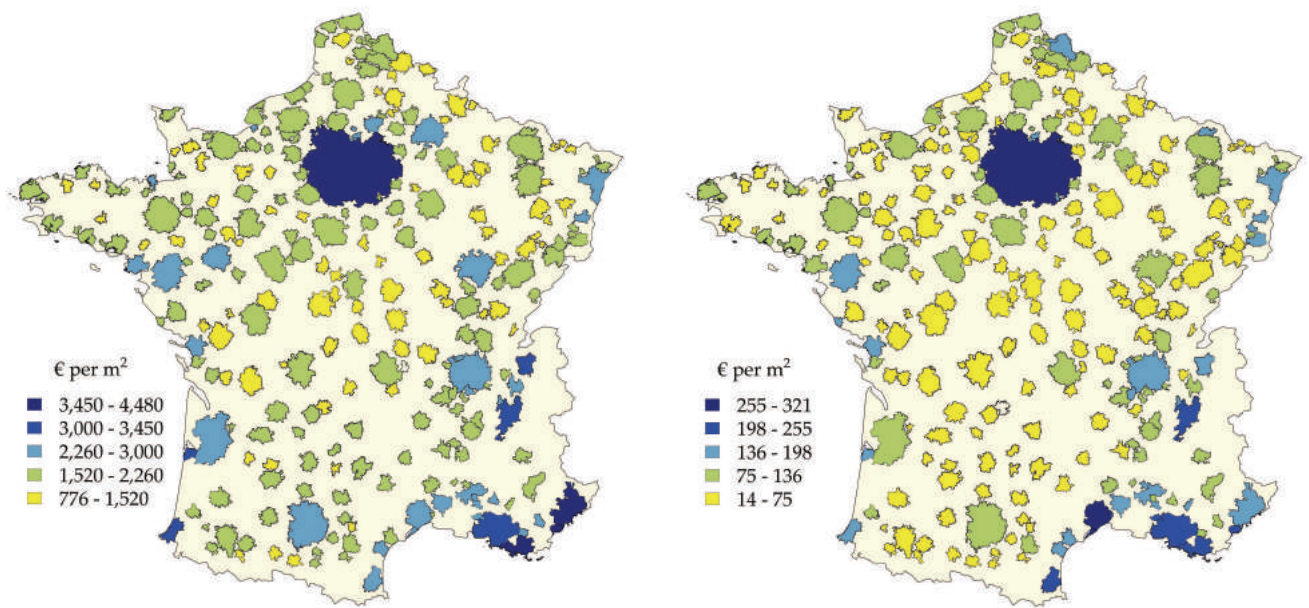 € per m²
3,450 - 4,480
3,000 - 3,450
2,260 - 3,000
1,520 - 2,260
776 - 1,520
€ per m²
255 - 321
198 - 255
136 - 198
75 - 136
14 - 75